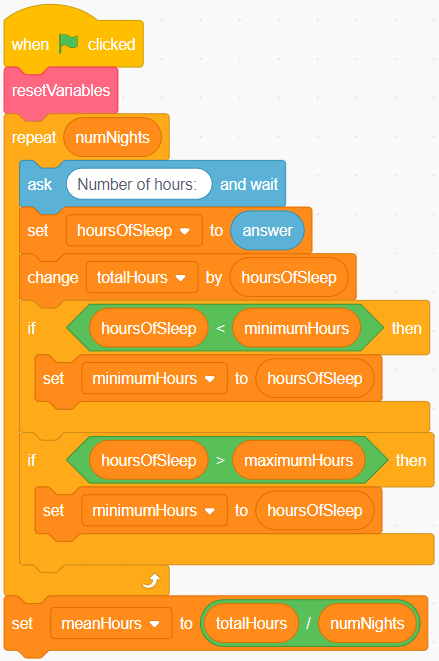 when clicked
resetVariables
repeat numNights
ask Number of hours: and wait
set hoursOfSleep to answer
change totalHours by hoursOfSleep
if hoursOfSleep < minimumHours then
set minimumHours to hoursOfSleep
if hoursOfSleep > maximumHours then
set minimumHours to hoursOfSleep
set meanHours to totalHours / numNights